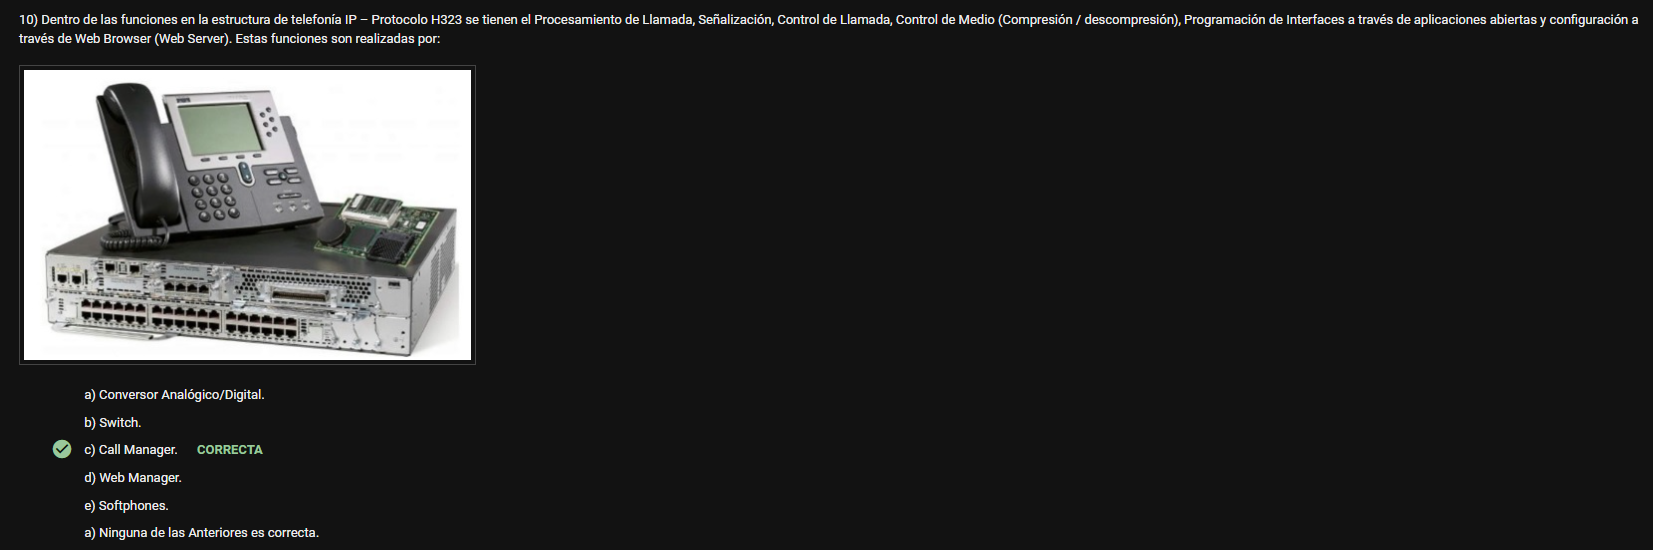 10) Dentro de las funciones en la estructura de telefonía IP – Protocolo H323 se tienen el Procesamiento de Llamada, Señalización, Control de Llamada, Control de Medio (Compresión / descompresión), Programación de Interfaces a través de aplicaciones abiertas y configuración a
través de Web Browser (Web Server). Estas funciones son realizadas por:
a) Conversor Analógico/Digital.
b) Switch.
c) Call Manager. CORRECTA
d) Web Manager.
e) Softphones.
a) Ninguna de las Anteriores es correcta.